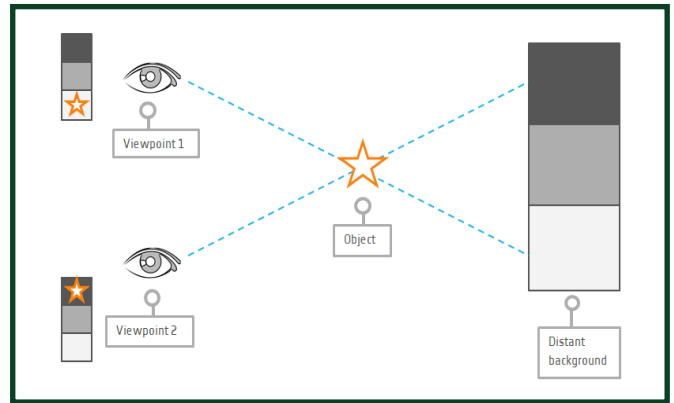 Viewpoint 1
Object
Viewpoint 2
Distant
background